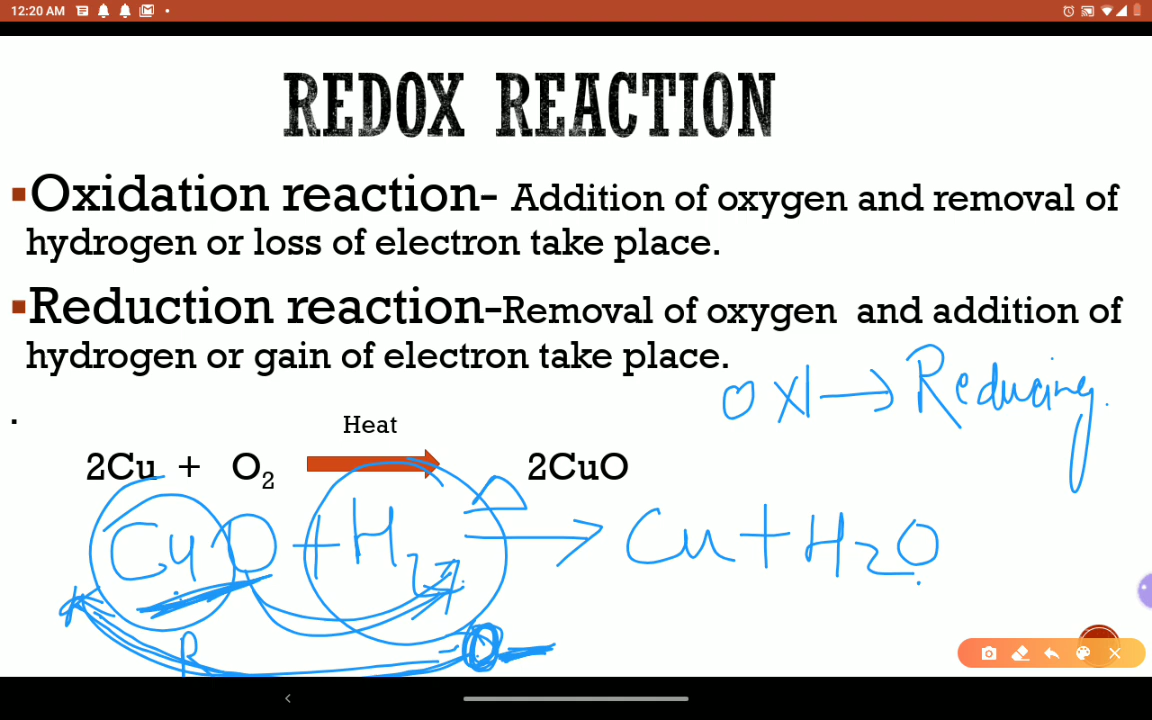 12:20 AM
REDOX REACTION
▪Oxidation reaction- Addition of oxygen and removal of
hydrogen or loss of electron take place.
▪Reduction reaction-Removal of oxygen and addition of
hydrogen or gain of electron take place.
oxi → Reducing.
.
Heat
2Cu + O₂ → 2CuO
CuO + H₂ → Cu + H₂O
R
O